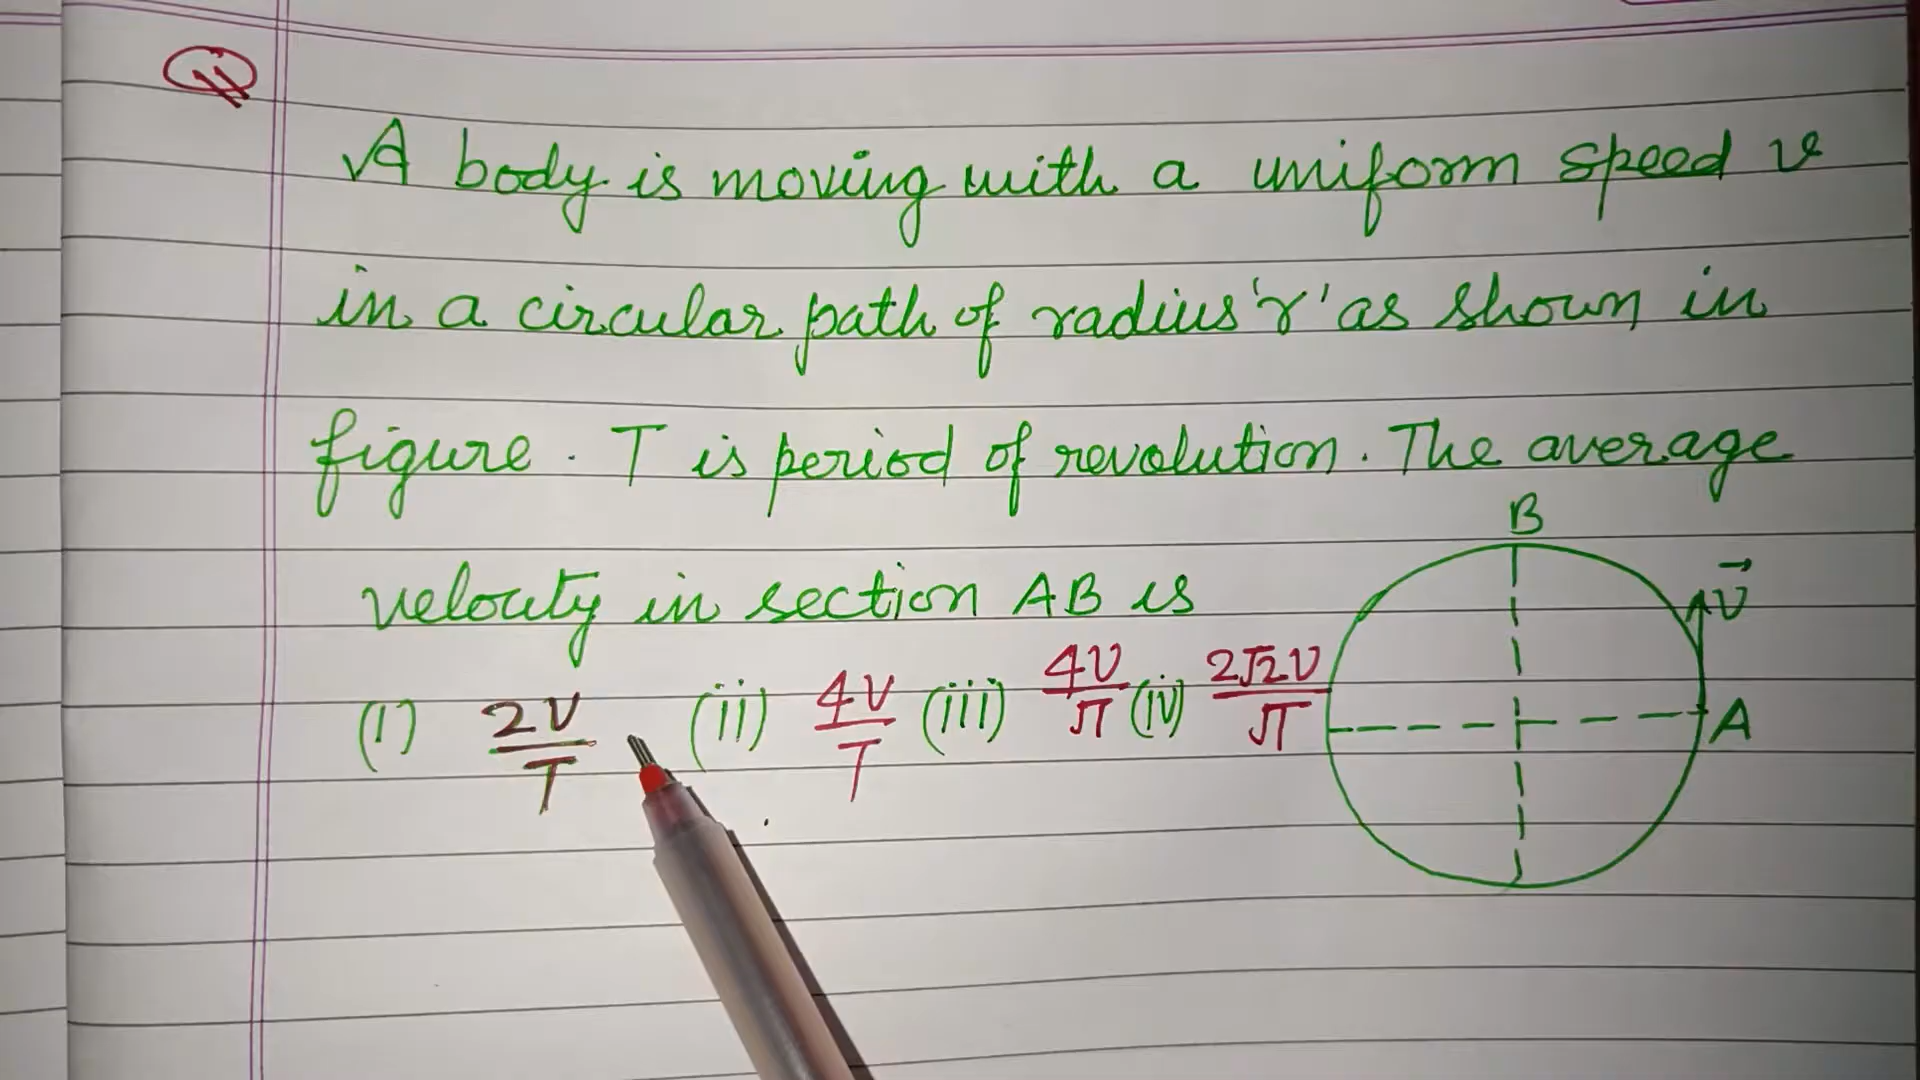 Q
A body is moving with a uniform speed v
in a circular path of radius 'r' as shown in
figure. T is period of revolution. The average
velocity in section AB is
(i) 2V/T (ii) 4V/T (iii) 4V/π (iv) 2√2V/π
B
v⃗
A